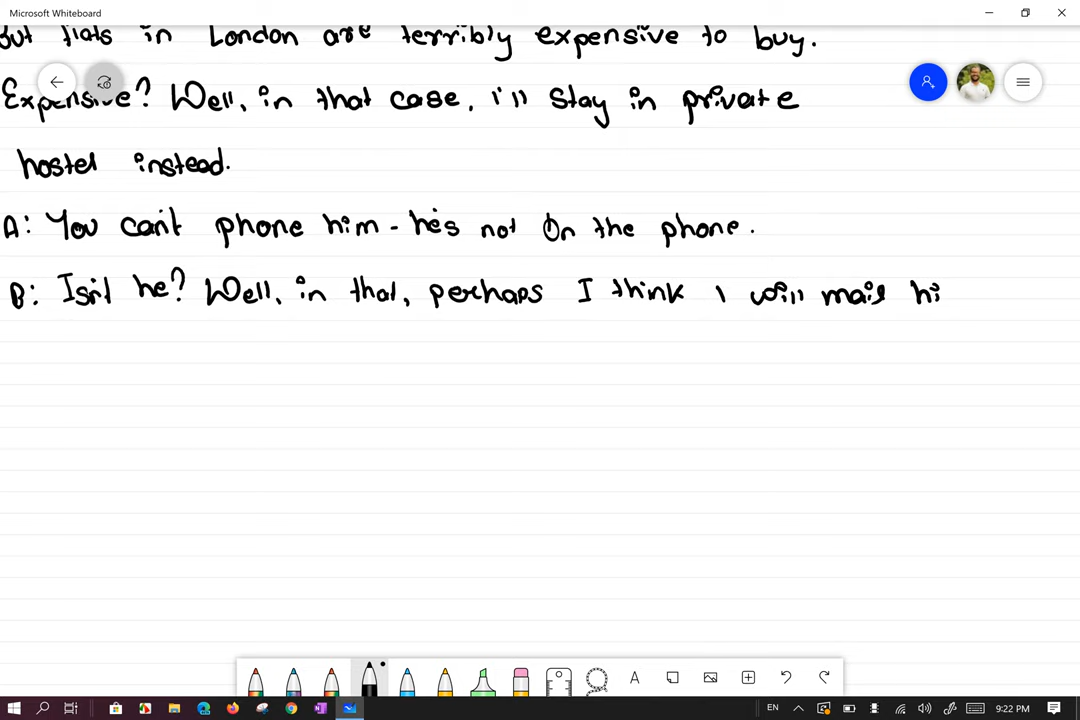 Microsoft Whiteboard
But flats in London are terribly expensive to buy.
Expensive? Well, in that case, i'll stay in private
hostel instead.
A: You can't phone him - he's not On the phone.
B: Isn't he? Well, in that, perhaps I think I will mail hi
A
EN
9:22 PM